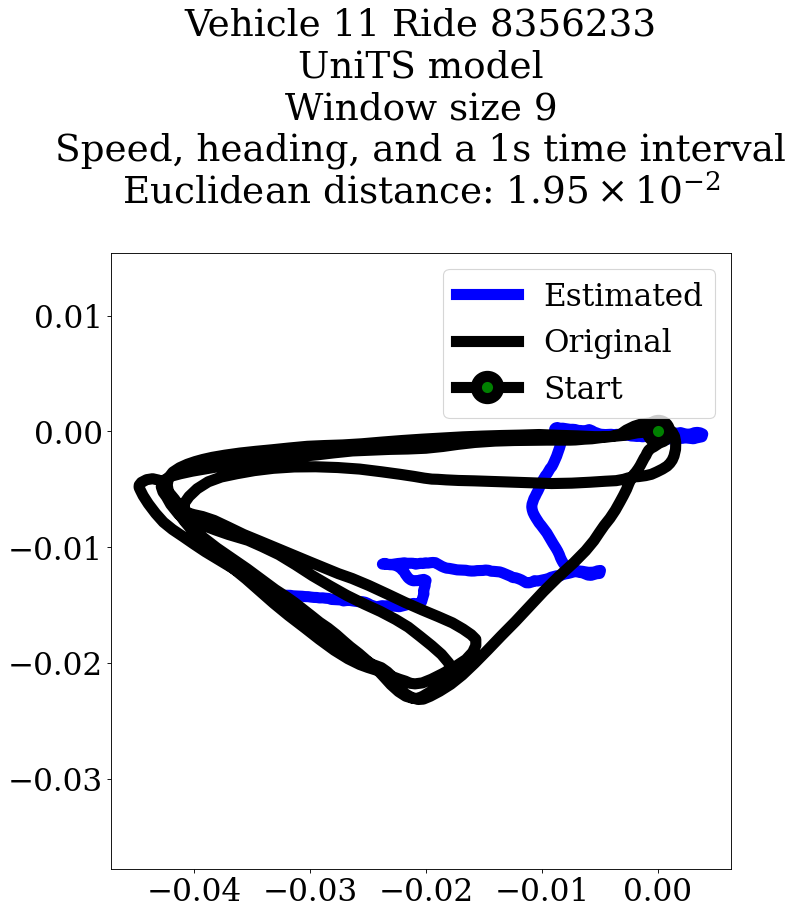 Vehicle 11 Ride 8356233
UniTS model
Window size 9
Speed, heading, and a 1s time interval
Euclidean distance: 1.95 × 10⁻²
Estimated
Original
Start
0.01
0.00
−0.01
−0.02
−0.03
−0.04 −0.03 −0.02 −0.01 0.00